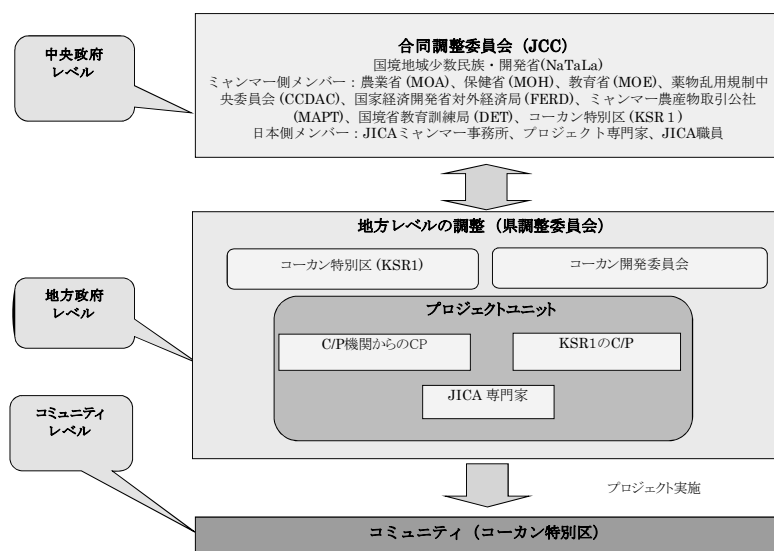 中央政府
レベル
合同調整委員会 (JCC)
国境地域少数民族・開発省(NaTaLa)
ミャンマー側メンバー：農業省 (MOA)、保健省 (MOH)、教育省 (MOE)、薬物乱用規制中
央委員会 (CCDAC)、国家経済開発省対外経済局 (FERD)、ミャンマー農産物取引公社
(MAPT)、国境省教育訓練局 (DET)、コーカン特別区 (KSR１)
日本側メンバー：JICAミャンマー事務所、プロジェクト専門家、JICA職員
地方政府
レベル
地方レベルの調整（県調整委員会）
コーカン特別区 (KSR1)
コーカン開発委員会
プロジェクトユニット
C/P機関からのCP
KSR1のC/P
JICA 専門家
コミュニティ
レベル
プロジェクト実施
コミュニティ（コーカン特別区）